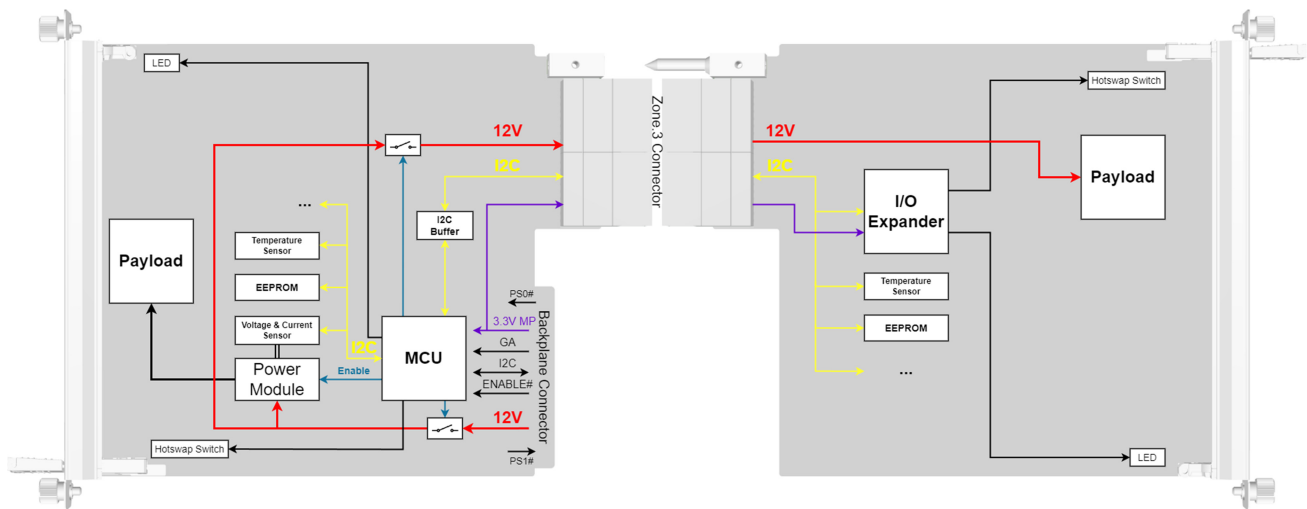 LED
12V
I2C
I2C
Buffer
...
Temperature
Sensor
Payload
EEPROM
Voltage & Current
Sensor
I2C
MCU
Power
Module
Enable
Hotswap Switch
PS0#
3.3V MP
GA
I2C
ENABLE#
12V
PS1#
Backplane Connector
Zone.3 Connector
12V
I2C
Hotswap Switch
Payload
I/O
Expander
Temperature
Sensor
EEPROM
...
LED